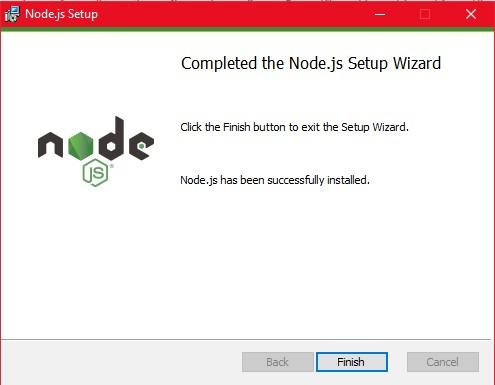 Node.js Setup
Completed the Node.js Setup Wizard
Click the Finish button to exit the Setup Wizard.
node
JS
Node.js has been successfully installed.
Back
Finish
Cancel